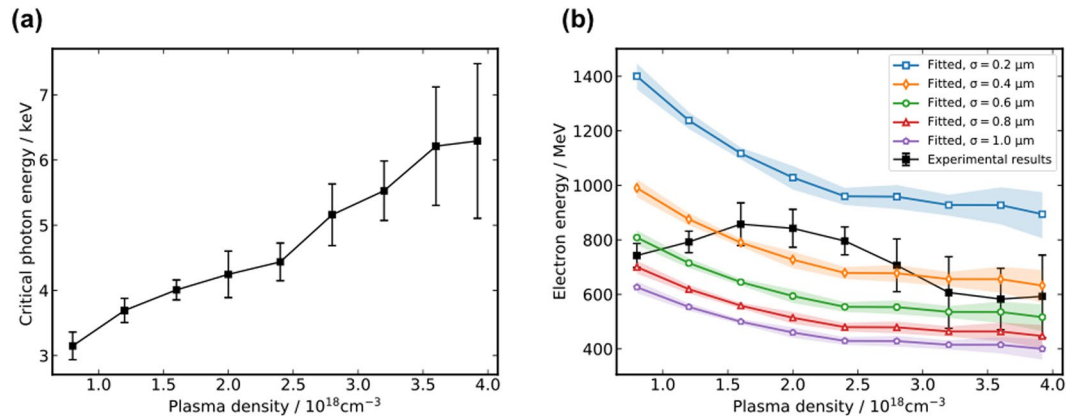 (a)
7
6
5
4
3
Critical photon energy / keV
1.0 1.5 2.0 2.5 3.0 3.5 4.0
Plasma density / 10¹⁸cm⁻³
(b)
1400
1200
1000
800
600
400
Electron energy / MeV
Fitted, σ = 0.2 μm
Fitted, σ = 0.4 μm
Fitted, σ = 0.6 μm
Fitted, σ = 0.8 μm
Fitted, σ = 1.0 μm
Experimental results
1.0 1.5 2.0 2.5 3.0 3.5 4.0
Plasma density / 10¹⁸cm⁻³